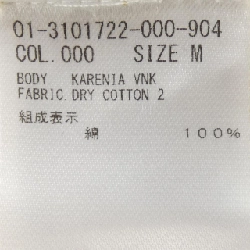 01-3101722-000-904
COL.000 SIZE M
BODY KARENIA VNK
FABRIC.DRY COTTON 2
組成表示
綿 100%